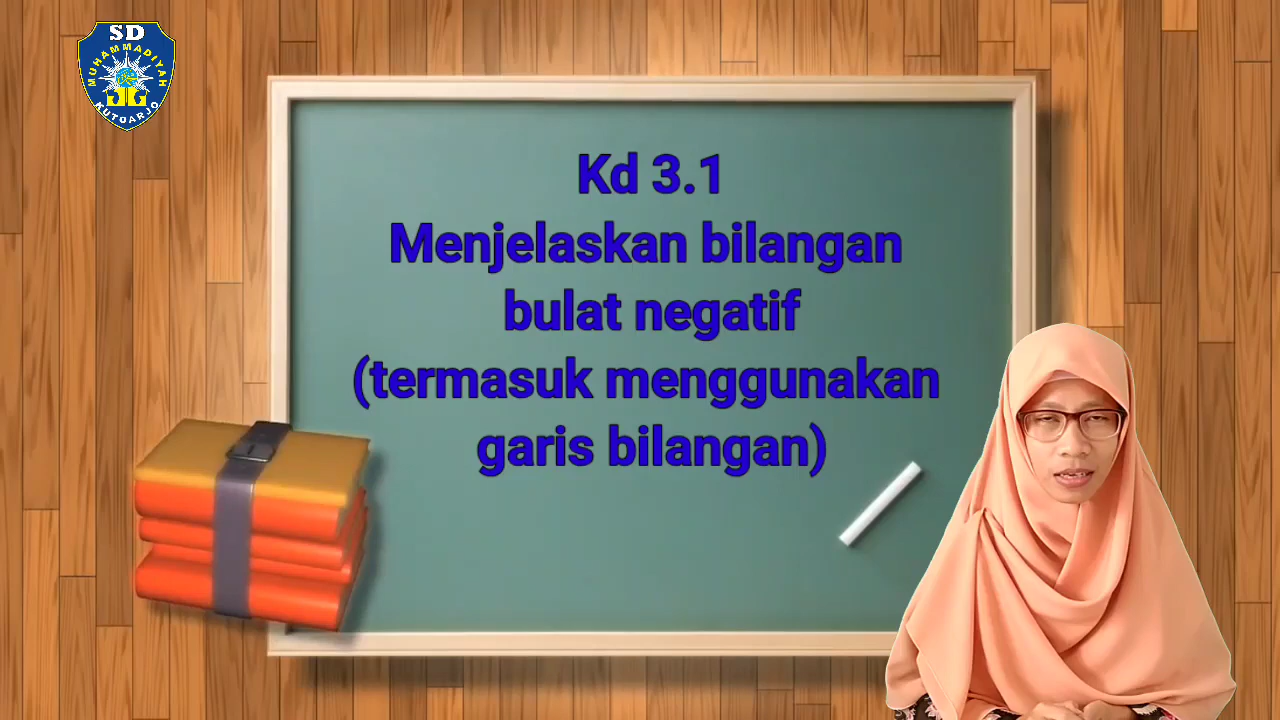 SD
MUHAMMADIYAH
KUTOARJO
Kd 3.1
Menjelaskan bilangan
bulat negatif
(termasuk menggunakan
garis bilangan)